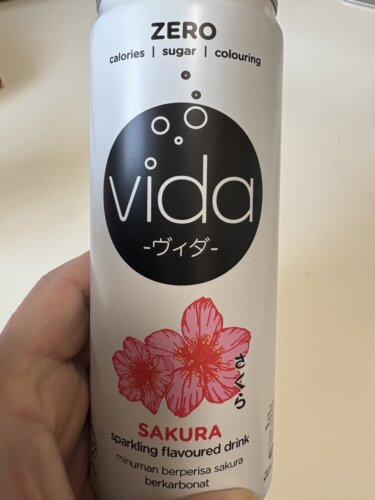 ZERO
calories | sugar | colouring
vida
-ヴィダ-
さくら
SAKURA
sparkling flavoured drink
minuman berperisa sakura
berkarbonat